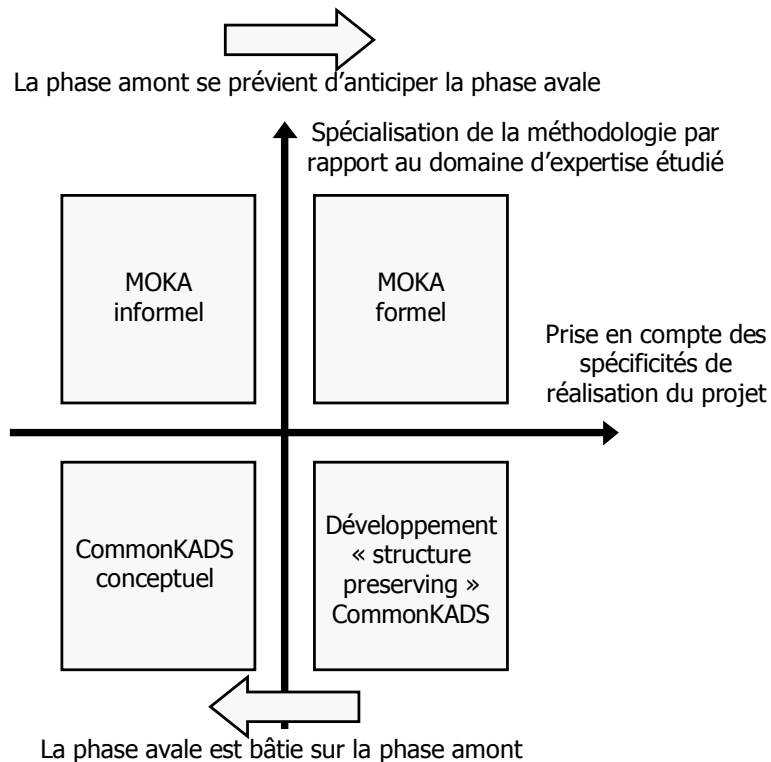 La phase amont se prévient d’anticiper la phase avale
Spécialisation de la méthodologie par
rapport au domaine d’expertise étudié
MOKA
informel
MOKA
formel
Prise en compte des
spécificités de
réalisation du projet
CommonKADS
conceptuel
Développement
« structure
preserving »
CommonKADS
La phase avale est bâtie sur la phase amont